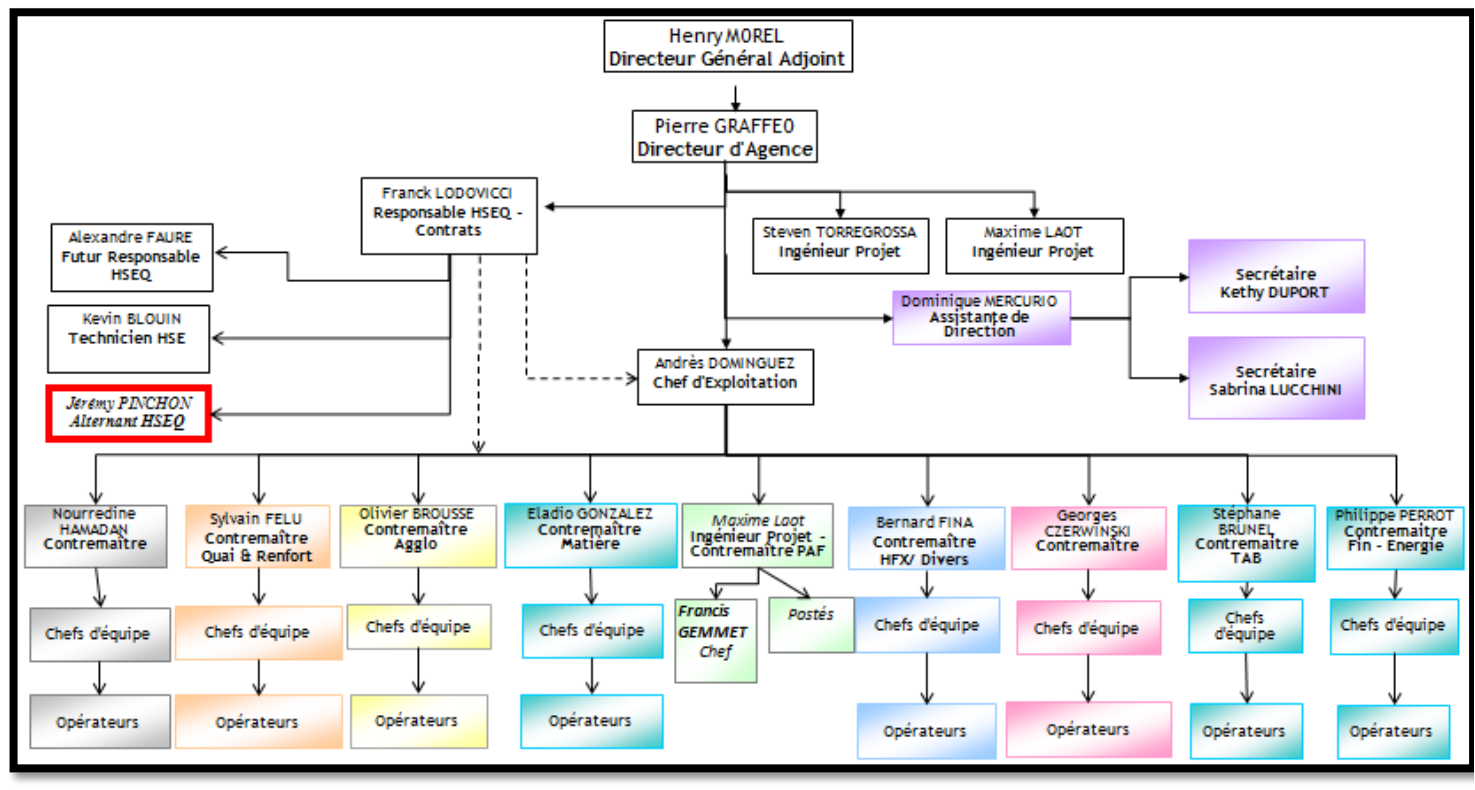 Henry MOREL
Directeur Général Adjoint
Pierre GRAFFEO
Directeur d'Agence
Franck LODOVICCI
Responsable HSEQ -
Contrats
Steven TORREGROSSA
Ingénieur Projet
Maxime LAOT
Ingénieur Projet
Alexandre FAURE
Futur Responsable
HSEQ
Secrétaire
Kethy DUPORT
Dominique MERCURIO
Assistante de
Direction
Kevin BLOUIN
Technicien HSE
Andrès DOMINGUEZ
Chef d'Exploitation
Secrétaire
Sabrina LUCCHINI
Jérémy PINCHON
Alternant HSEQ
Nourredine
HAMADAN
Contremaître
Sylvain FELU
Contremaître
Quai & Renfort
Olivier BROUSSE
Contremaître
Agglo
Eladio GONZALEZ
Contremaître
Matière
Maxime Laot
Ingénieur Projet -
Contremaître PAF
Bernard FINA
Contremaître
HFX/ Divers
Georges
CZERWINSKI
Contremaître
Stéphane
BRUNEL
Contremaître
TAB
Philippe PERROT
Contremaitre
Fin - Energie
Chefs d'équipe
Chefs d'équipe
Chefs d'équipe
Chefs d'équipe
Francis
GEMMET
Chef
Postés
Chefs d'équipe
Chefs d'équipe
Chefs
d'équipe
Chefs d'équipe
Opérateurs
Opérateurs
Opérateurs
Opérateurs
Opérateurs
Opérateurs
Opérateurs
Opérateurs